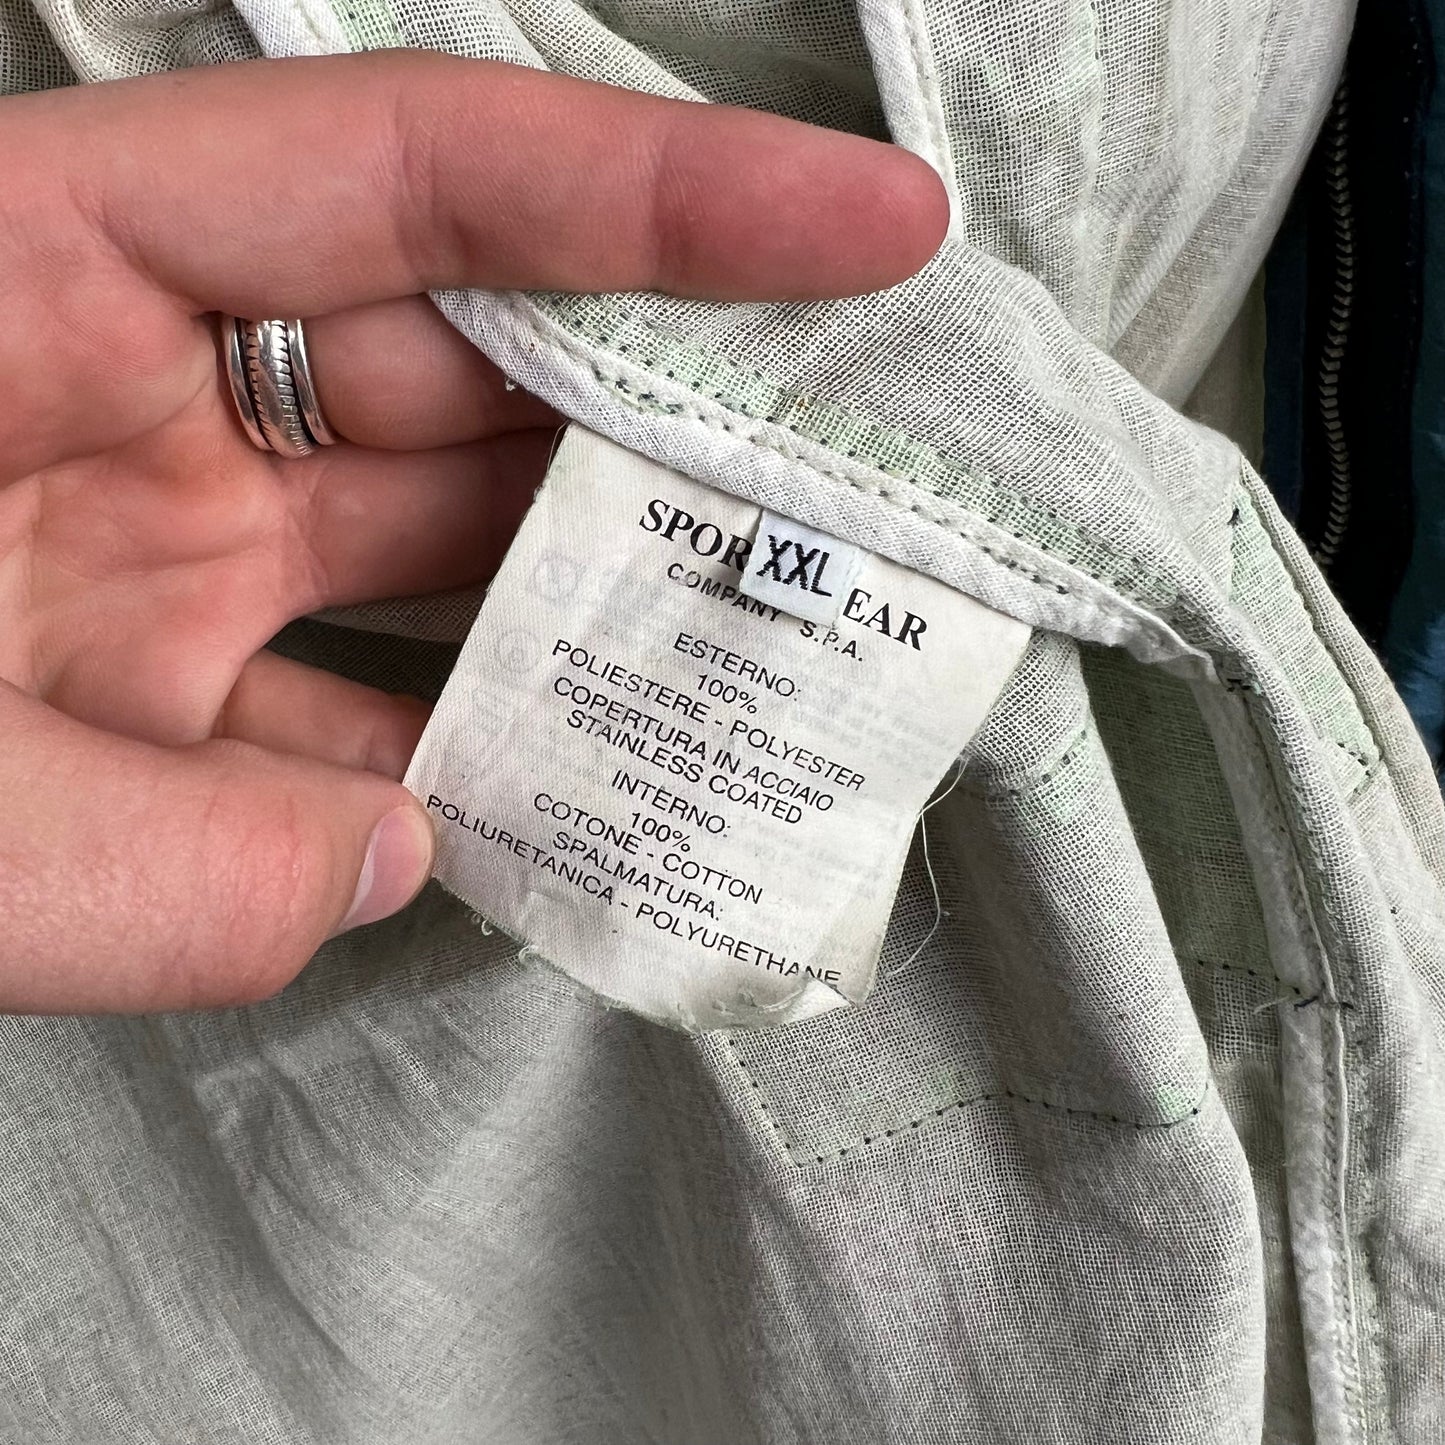 SPOR XXL EAR
COMPANY S.P.A.
ESTERNO:
100%
POLIESTERE - POLYESTER
COPERTURA IN ACCIAIO
STAINLESS COATED
INTERNO:
100%
COTONE - COTTON
SPALMATURA:
POLIURETANICA - POLYURETHANE